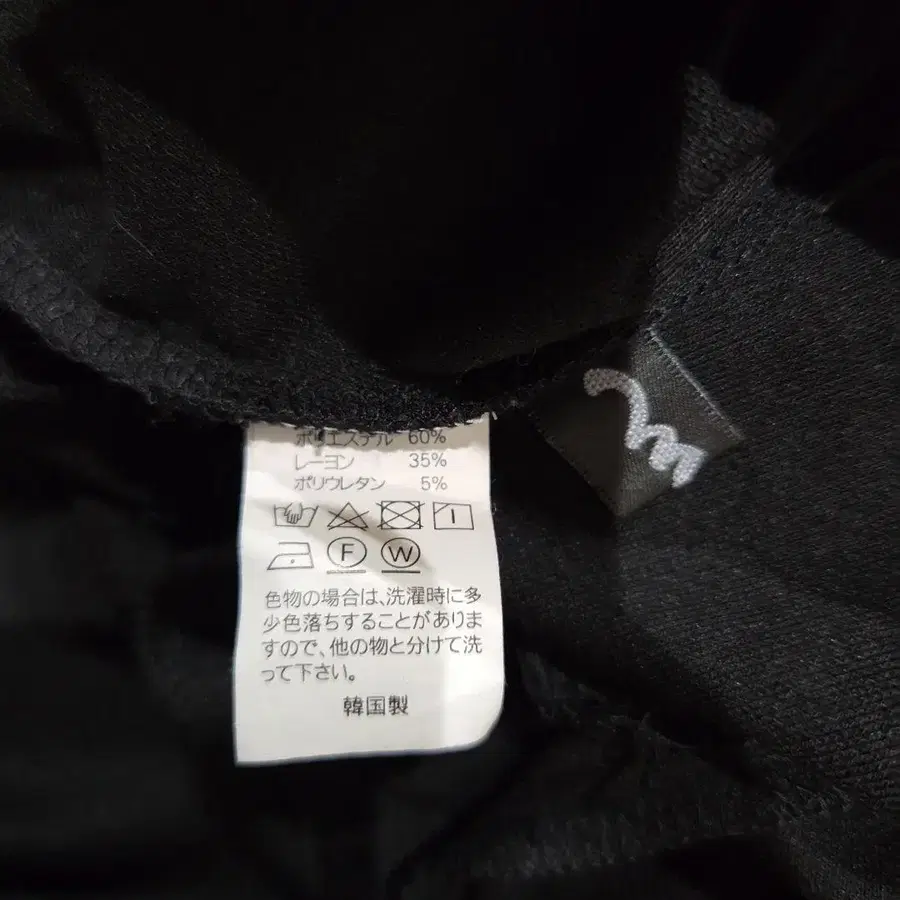 ポリエステル 60%
レーヨン 35%
ポリウレタン 5%
F W
色物の場合は、洗濯時に多
少色落ちすることがありま
すので、他の物と分けて洗
って下さい。
韓国製